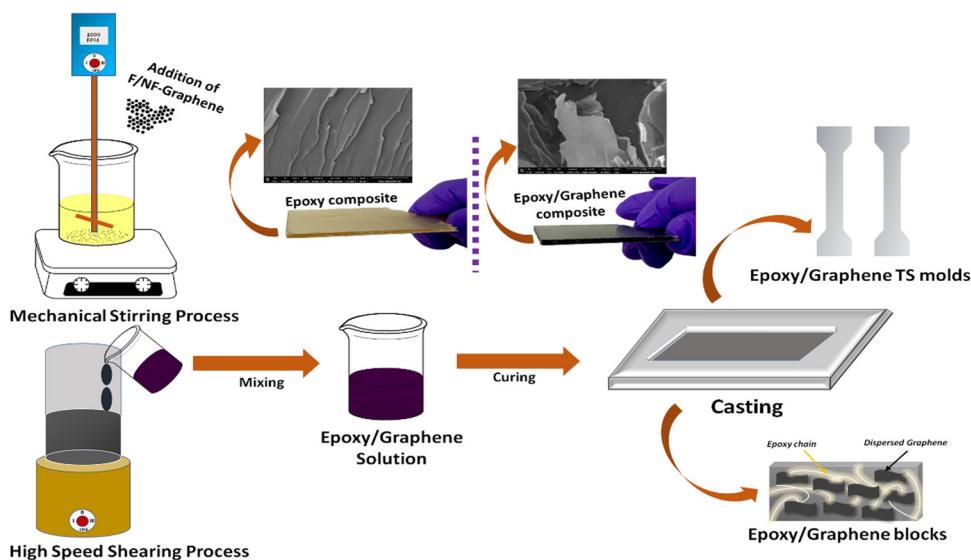 2000
RPM
Addition of
F/NF-Graphene
Mechanical Stirring Process
Epoxy composite
Epoxy/Graphene
composite
Epoxy/Graphene TS molds
High Speed Shearing Process
Mixing
Epoxy/Graphene
Solution
Curing
Casting
Epoxy chain
Dispersed Graphene
Epoxy/Graphene blocks